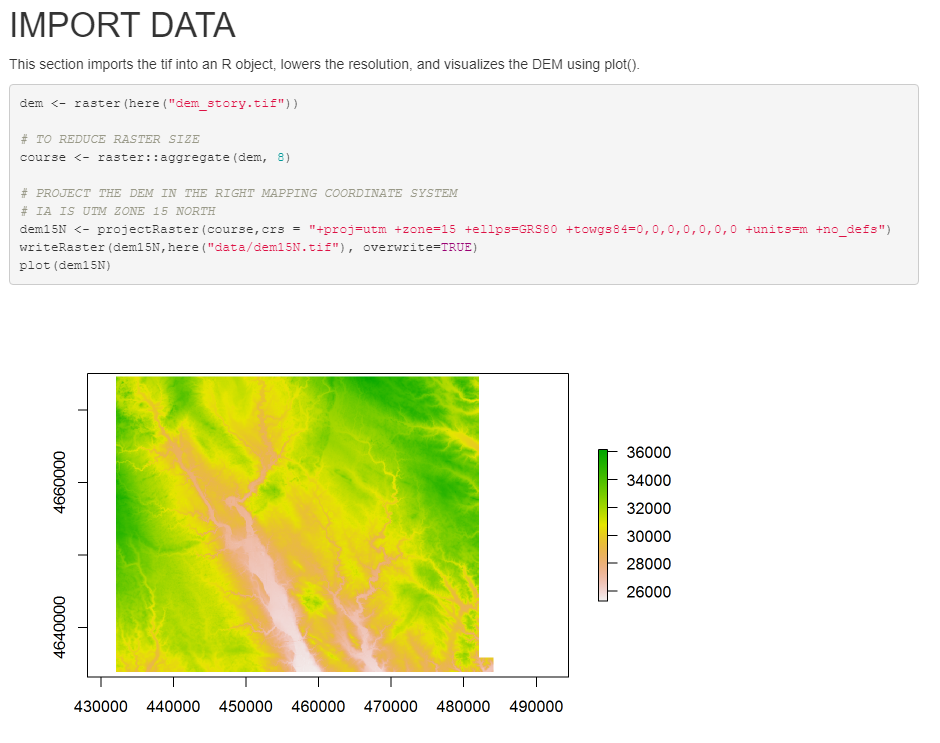 IMPORT DATA
This section imports the tif into an R object, lowers the resolution, and visualizes the DEM using plot().
dem <- raster(here("dem_story.tif"))
# TO REDUCE RASTER SIZE
course <- raster::aggregate(dem, 8)
# PROJECT THE DEM IN THE RIGHT MAPPING COORDINATE SYSTEM
# IA IS UTM ZONE 15 NORTH
dem15N <- projectRaster(course,crs = "+proj=utm +zone=15 +ellps=GRS80 +towgs84=0,0,0,0,0,0,0 +units=m +no_defs")
writeRaster(dem15N,here("data/dem15N.tif"), overwrite=TRUE)
plot(dem15N)
4660000
4640000
36000
34000
32000
30000
28000
26000
430000 440000 450000 460000 470000 480000 490000